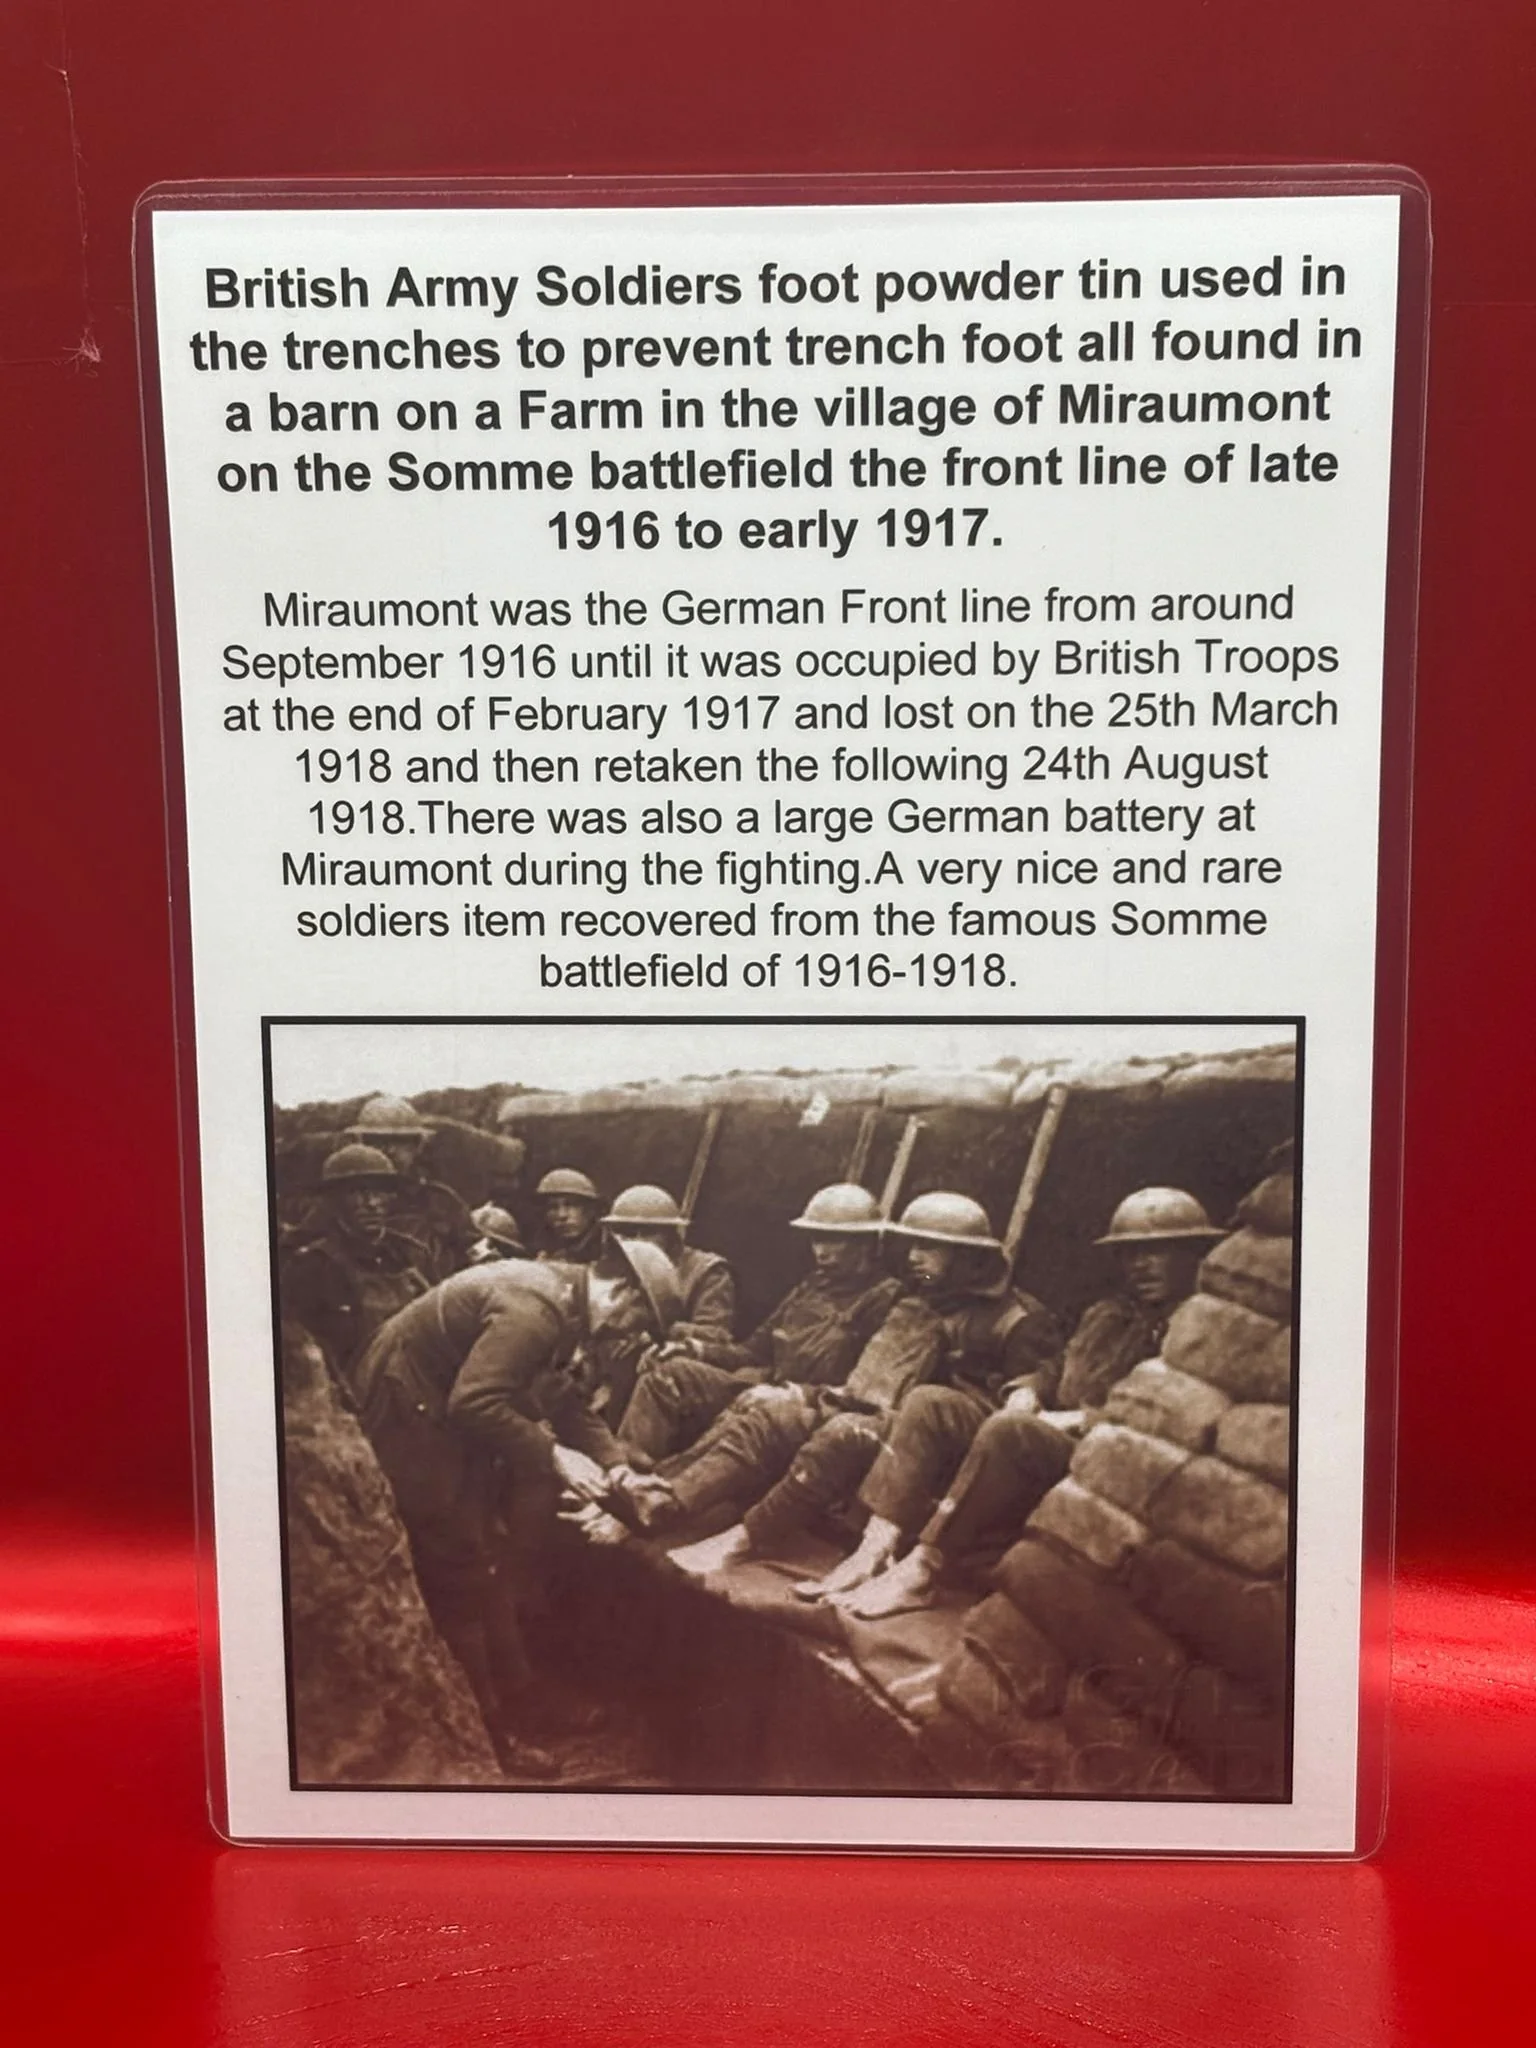 British Army Soldiers foot powder tin used in
the trenches to prevent trench foot all found in
a barn on a Farm in the village of Miraumont
on the Somme battlefield the front line of late
1916 to early 1917.
Miraumont was the German Front line from around
September 1916 until it was occupied by British Troops
at the end of February 1917 and lost on the 25th March
1918 and then retaken the following 24th August
1918.There was also a large German battery at
Miraumont during the fighting.A very nice and rare
soldiers item recovered from the famous Somme
battlefield of 1916-1918.